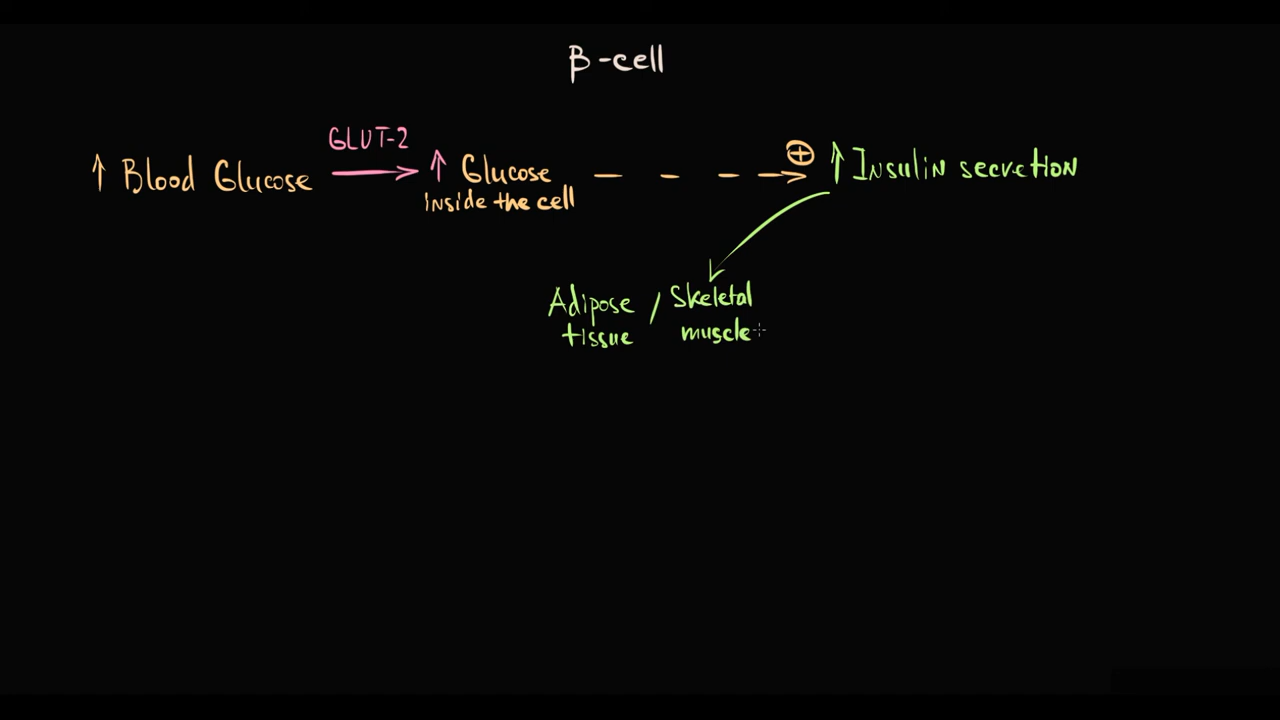 β-cell
GLUT-2
↑ Blood Glucose → ↑ Glucose - - - → ⊕ ↑ Insulin secretion
inside the cell
Adipose / Skeletal
tissue muscle